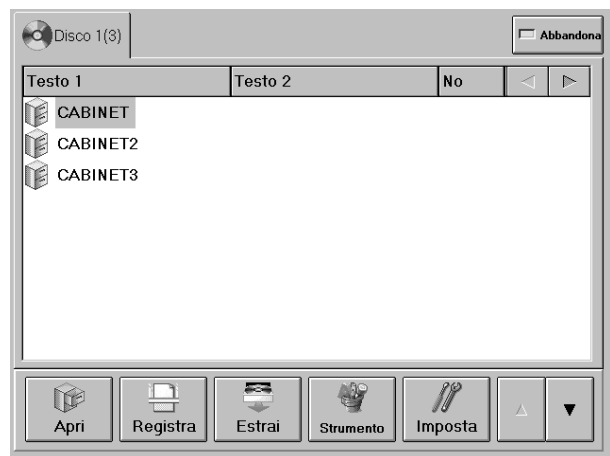 Disco 1(3)
Abbandona
Testo 1 Testo 2 No
CABINET
CABINET2
CABINET3
Apri Registra Estrai Strumento Imposta